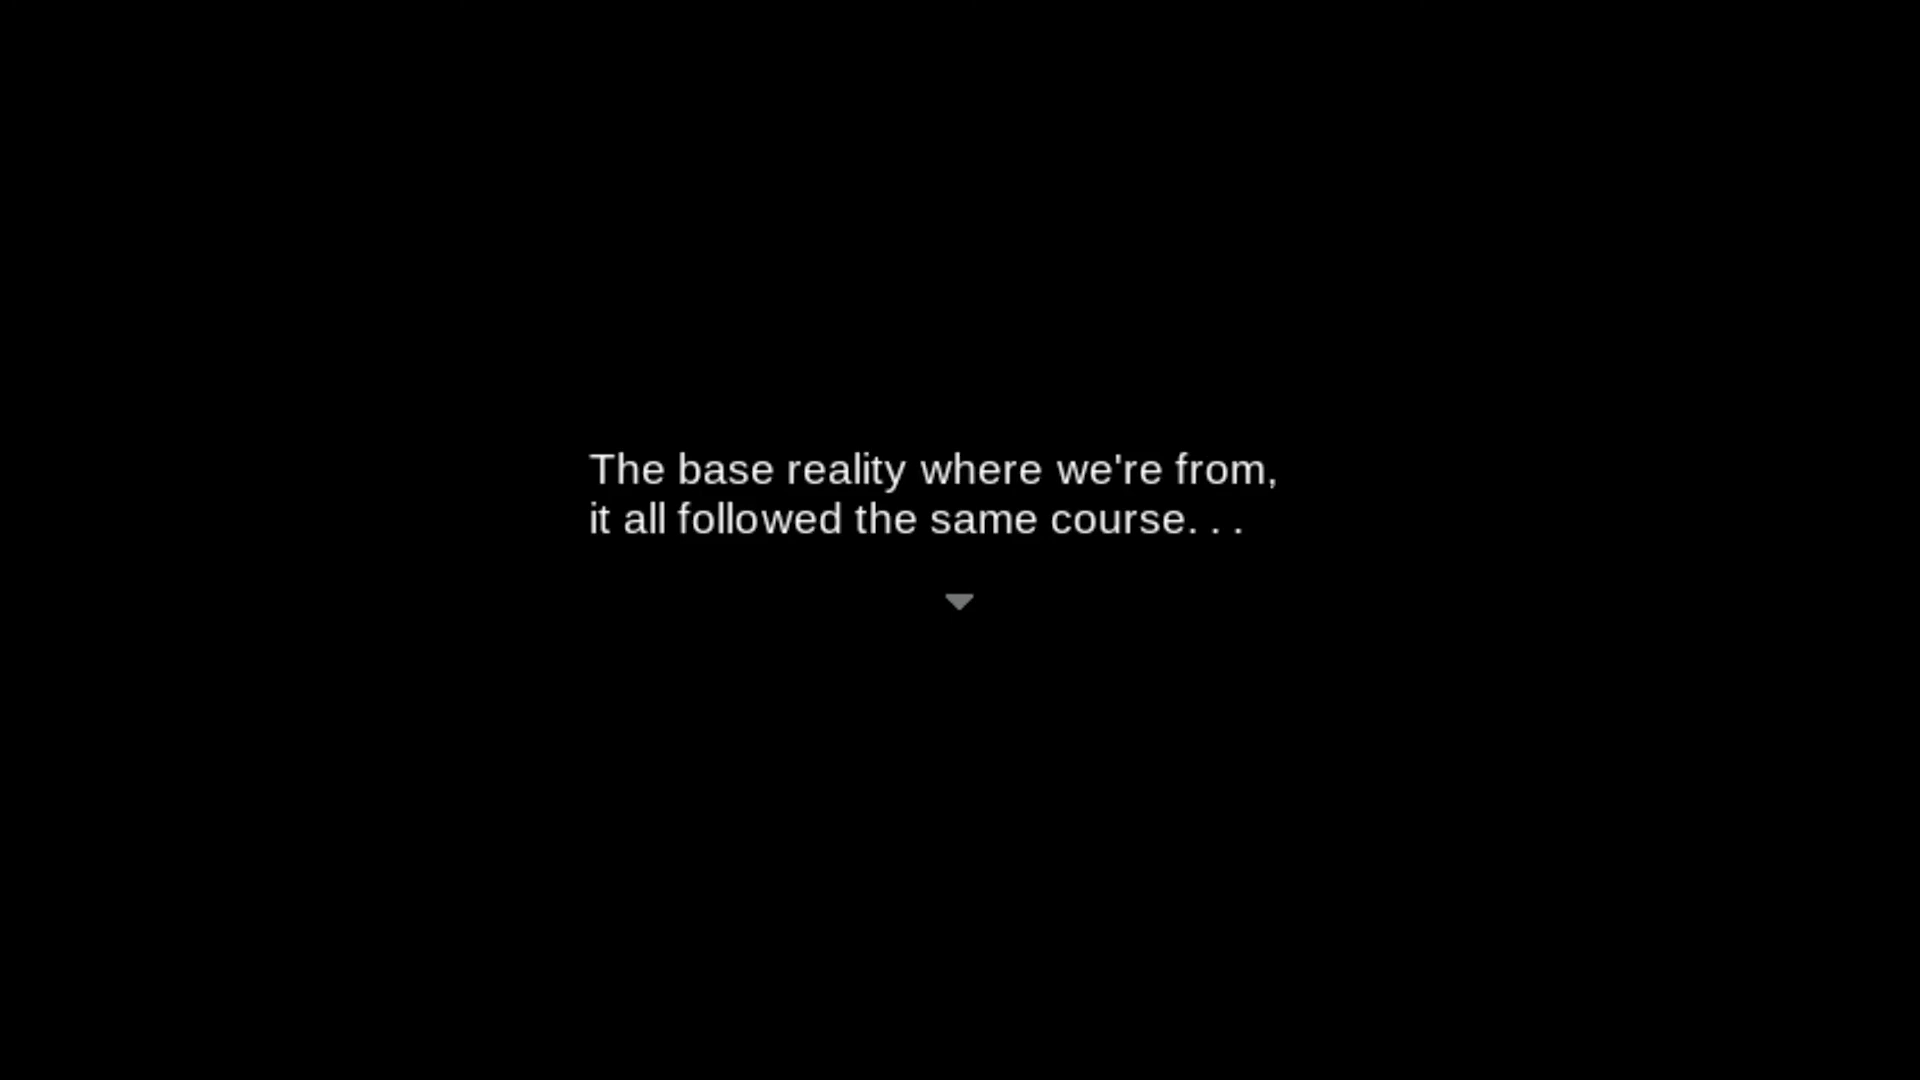 The base reality where we're from,
it all followed the same course. . .